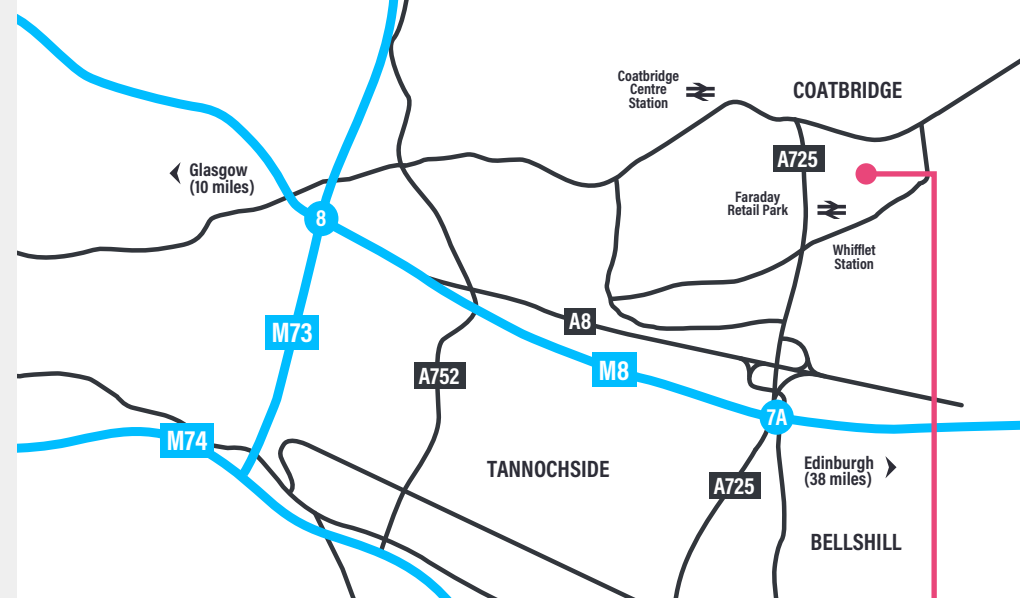 Coatbridge
Centre
Station
COATBRIDGE
A725
Glasgow
(10 miles)
Faraday
Retail Park
8
Whifflet
Station
A8
M73
M8
A752
7A
M74
TANNOCHSIDE
Edinburgh
(38 miles)
A725
BELLSHILL